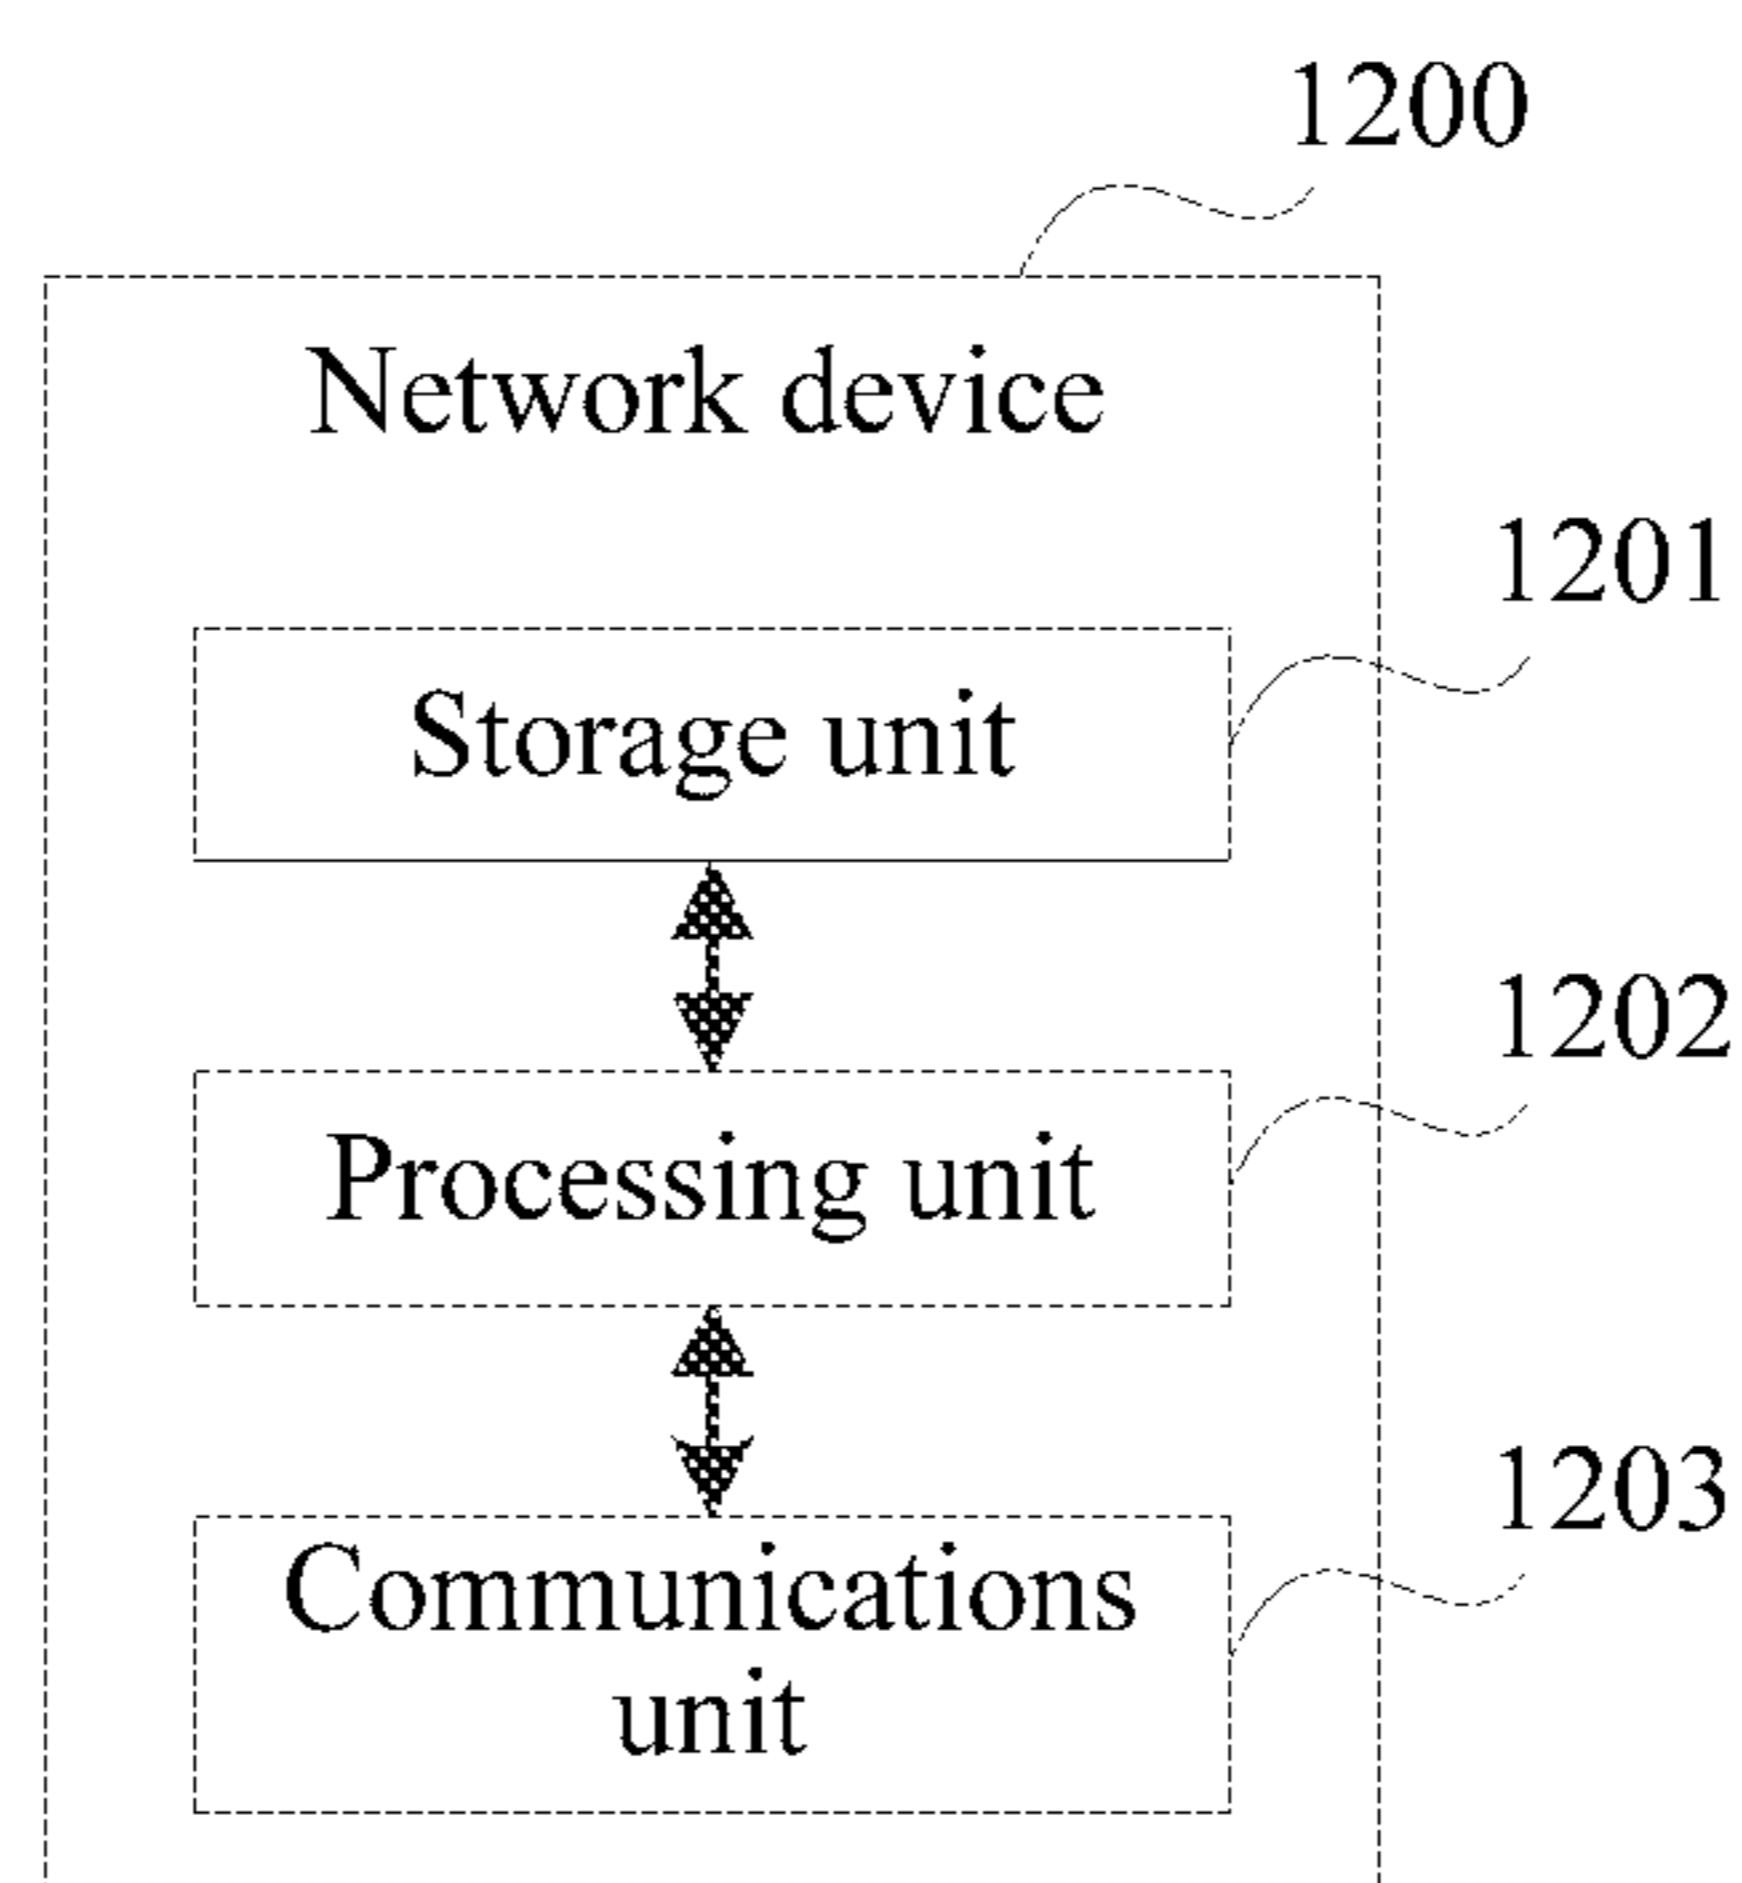 1200
Network device
1201
Storage unit
1202
Processing unit
1203
Communications
unit